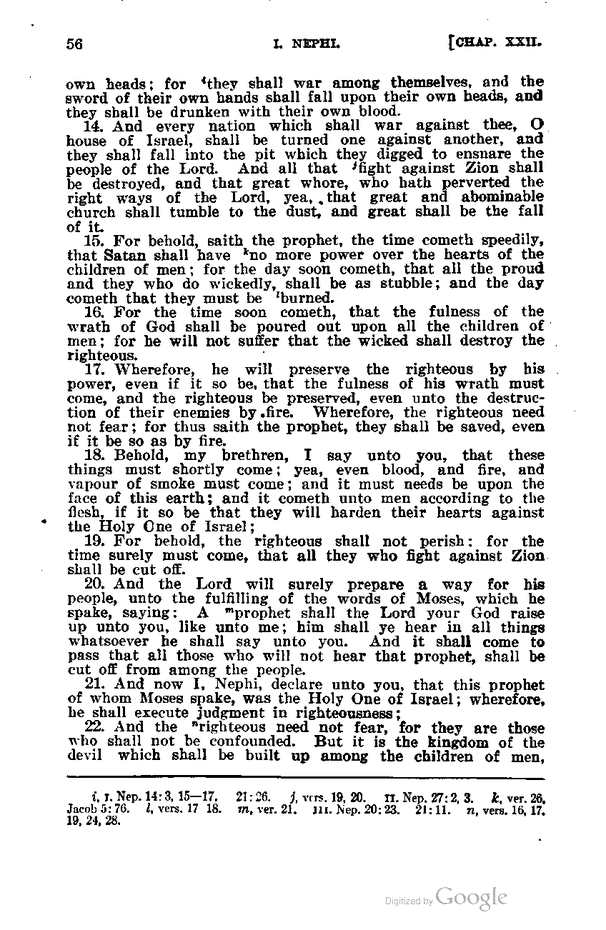 56 I. NEPHI. [CHAP. XXII.
own heads; for ⁱthey shall war among themselves, and the
sword of their own hands shall fall upon their own heads, and
they shall be drunken with their own blood.
14. And every nation which shall war against thee, O
house of Israel, shall be turned one against another, and
they shall fall into the pit which they digged to ensnare the
people of the Lord. And all that ʲfight against Zion shall
be destroyed, and that great whore, who hath perverted the
right ways of the Lord, yea, that great and abominable
church shall tumble to the dust, and great shall be the fall
of it.
15. For behold, saith the prophet, the time cometh speedily,
that Satan shall have ᵏno more power over the hearts of the
children of men; for the day soon cometh, that all the proud
and they who do wickedly, shall be as stubble; and the day
cometh that they must be ˡburned.
16. For the time soon cometh, that the fulness of the
wrath of God shall be poured out upon all the children of
men; for he will not suffer that the wicked shall destroy the
righteous.
17. Wherefore, he will preserve the righteous by his
power, even if it so be, that the fulness of his wrath must
come, and the righteous be preserved, even unto the destruc-
tion of their enemies by fire. Wherefore, the righteous need
not fear; for thus saith the prophet, they shall be saved, even
if it be so as by fire.
18. Behold, my brethren, I say unto you, that these
things must shortly come; yea, even blood, and fire, and
vapour of smoke must come; and it must needs be upon the
face of this earth; and it cometh unto men according to the
flesh, if it so be that they will harden their hearts against
the Holy One of Israel;
19. For behold, the righteous shall not perish: for the
time surely must come, that all they who fight against Zion
shall be cut off.
20. And the Lord will surely prepare a way for his
people, unto the fulfilling of the words of Moses, which he
spake, saying: A ᵐprophet shall the Lord your God raise
up unto you, like unto me; him shall ye hear in all things
whatsoever he shall say unto you. And it shall come to
pass that all those who will not hear that prophet, shall be
cut off from among the people.
21. And now I, Nephi, declare unto you, that this prophet
of whom Moses spake, was the Holy One of Israel; wherefore,
he shall execute judgment in righteousness;
22. And the ⁿrighteous need not fear, for they are those
who shall not be confounded. But it is the kingdom of the
devil which shall be built up among the children of men,
i, I. Nep. 14:3, 15—17. 21:26. j, vers. 19, 20. II. Nep. 27:2, 3. k, ver. 26,
Jacob 5:76. l, vers. 17 18. m, ver. 21. III. Nep. 20:23. 21:11. n, vers. 16, 17,
19, 24, 28.
Digitized by Google